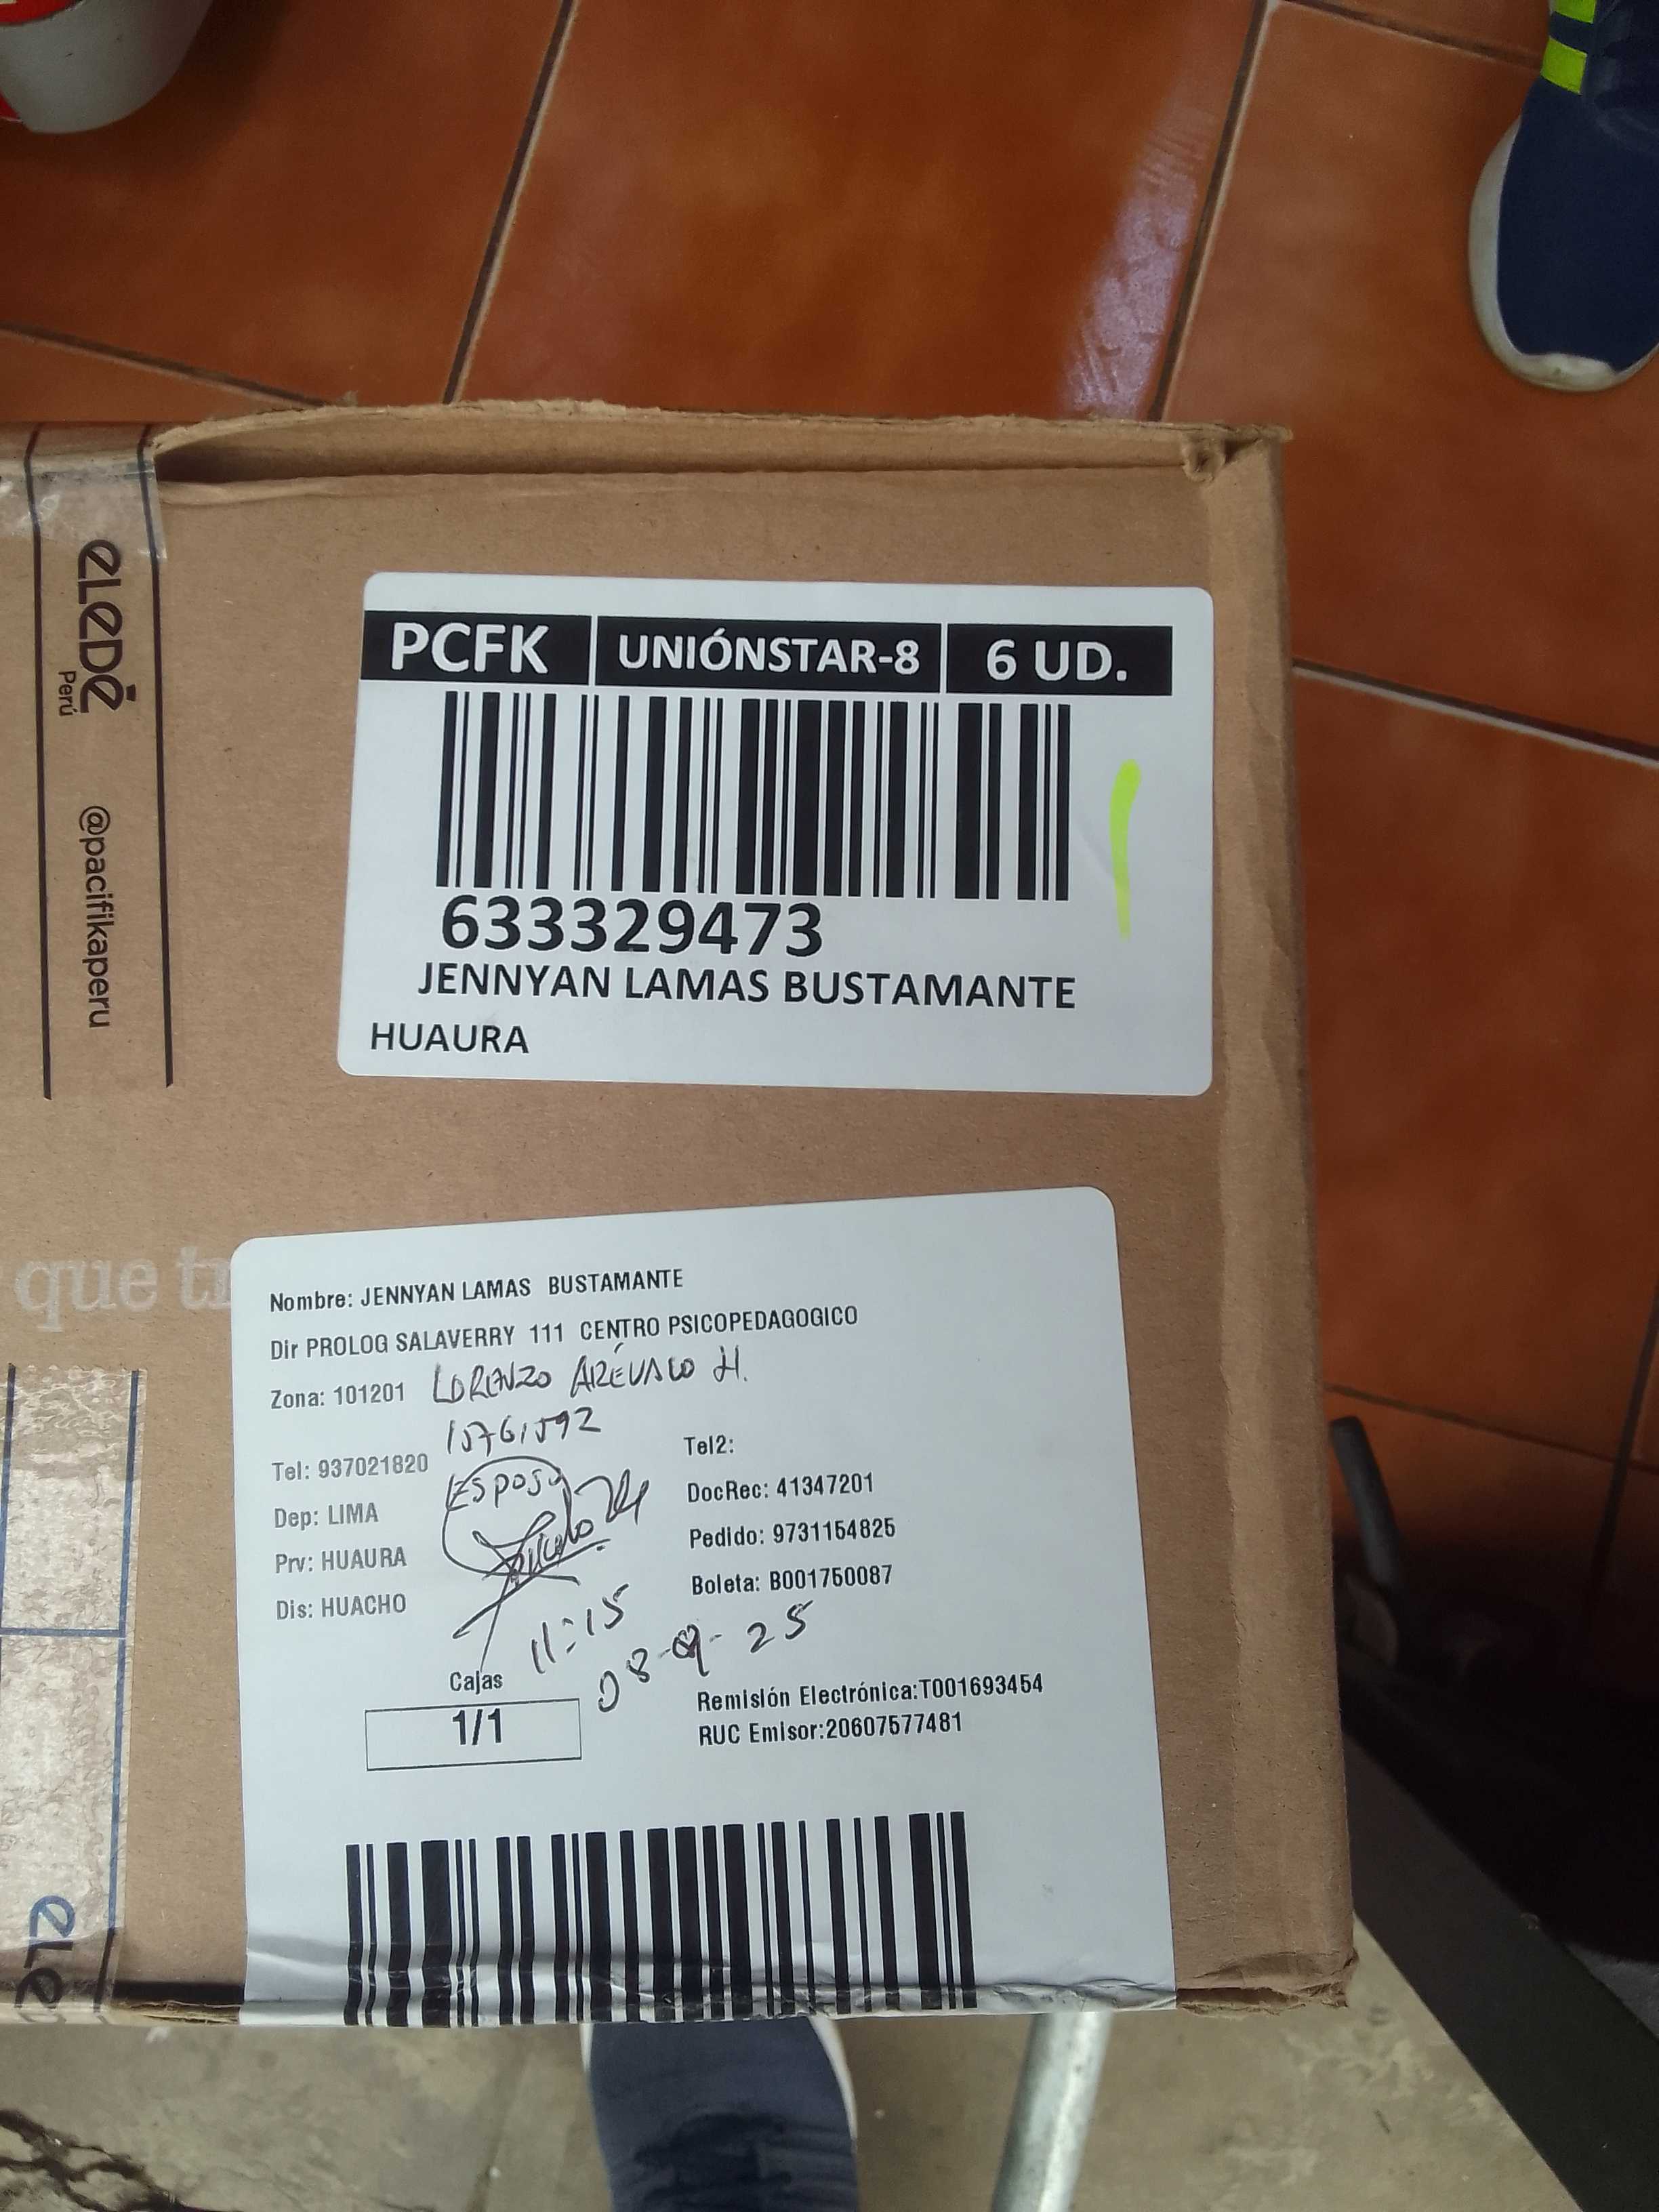 eLeDÉ
Perú
@pacifikaperu
PCFK UNIÓNSTAR-8 6 UD.
633329473
JENNYAN LAMAS BUSTAMANTE
HUAURA
que tr
Nombre: JENNYAN LAMAS BUSTAMANTE
Dir PROLOG SALAVERRY 111 CENTRO PSICOPEDAGOGICO
Zona: 101201 LORENZO ARÉVALO H.
15761592
Tel: 937021820 Tel2:
ESPOSO
DocRec: 41347201
Dep: LIMA
Pedido: 9731154825
Prv: HUAURA
Boleta: B001750087
Dis: HUACHO
11:15
08-9-25
Cajas
1/1
Remisión Electrónica:T001693454
RUC Emisor:20607577481
eLe